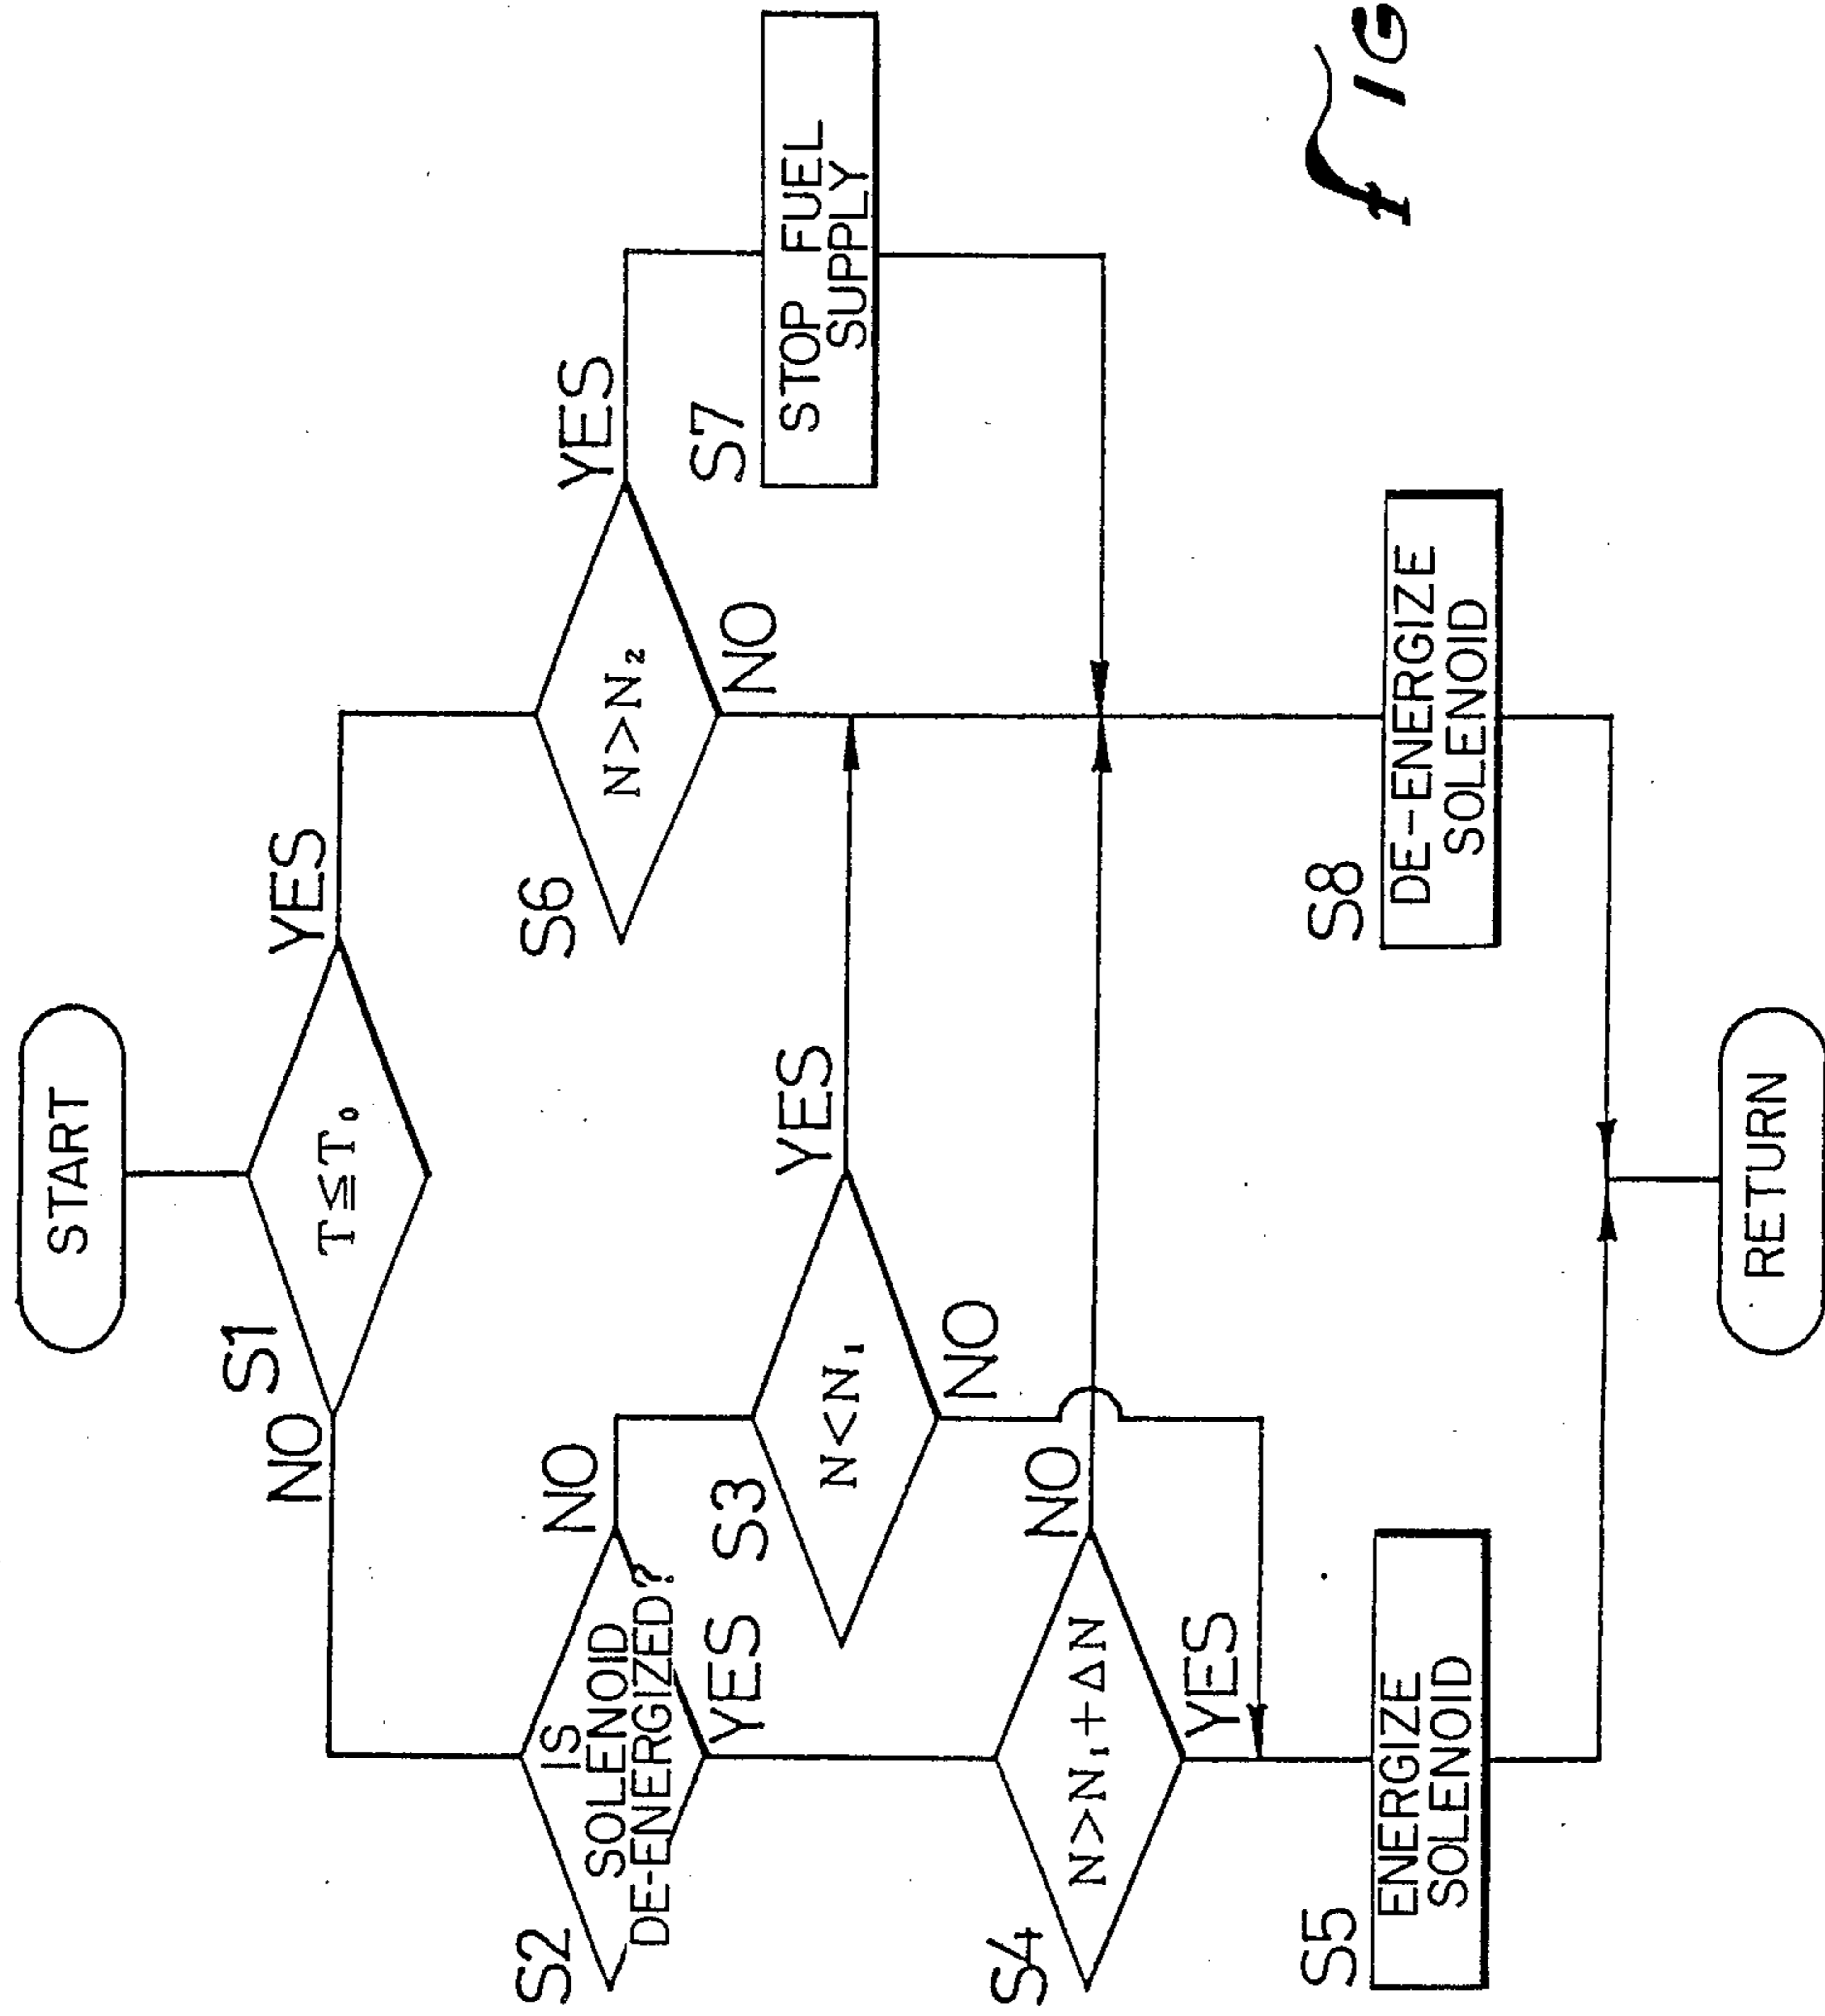 START
S1
T≦T₀
NO
YES
S2
IS
SOLENOID
DE-ENERGIZED?
NO
YES
S6
N>N₂
YES
NO
S3
N<N₁
YES
NO
S7
STOP FUEL
SUPPLY
S4
N>N₁+ΔN
NO
YES
S5
ENERGIZE
SOLENOID
S8
DE-ENERGIZE
SOLENOID
RETURN
FIG